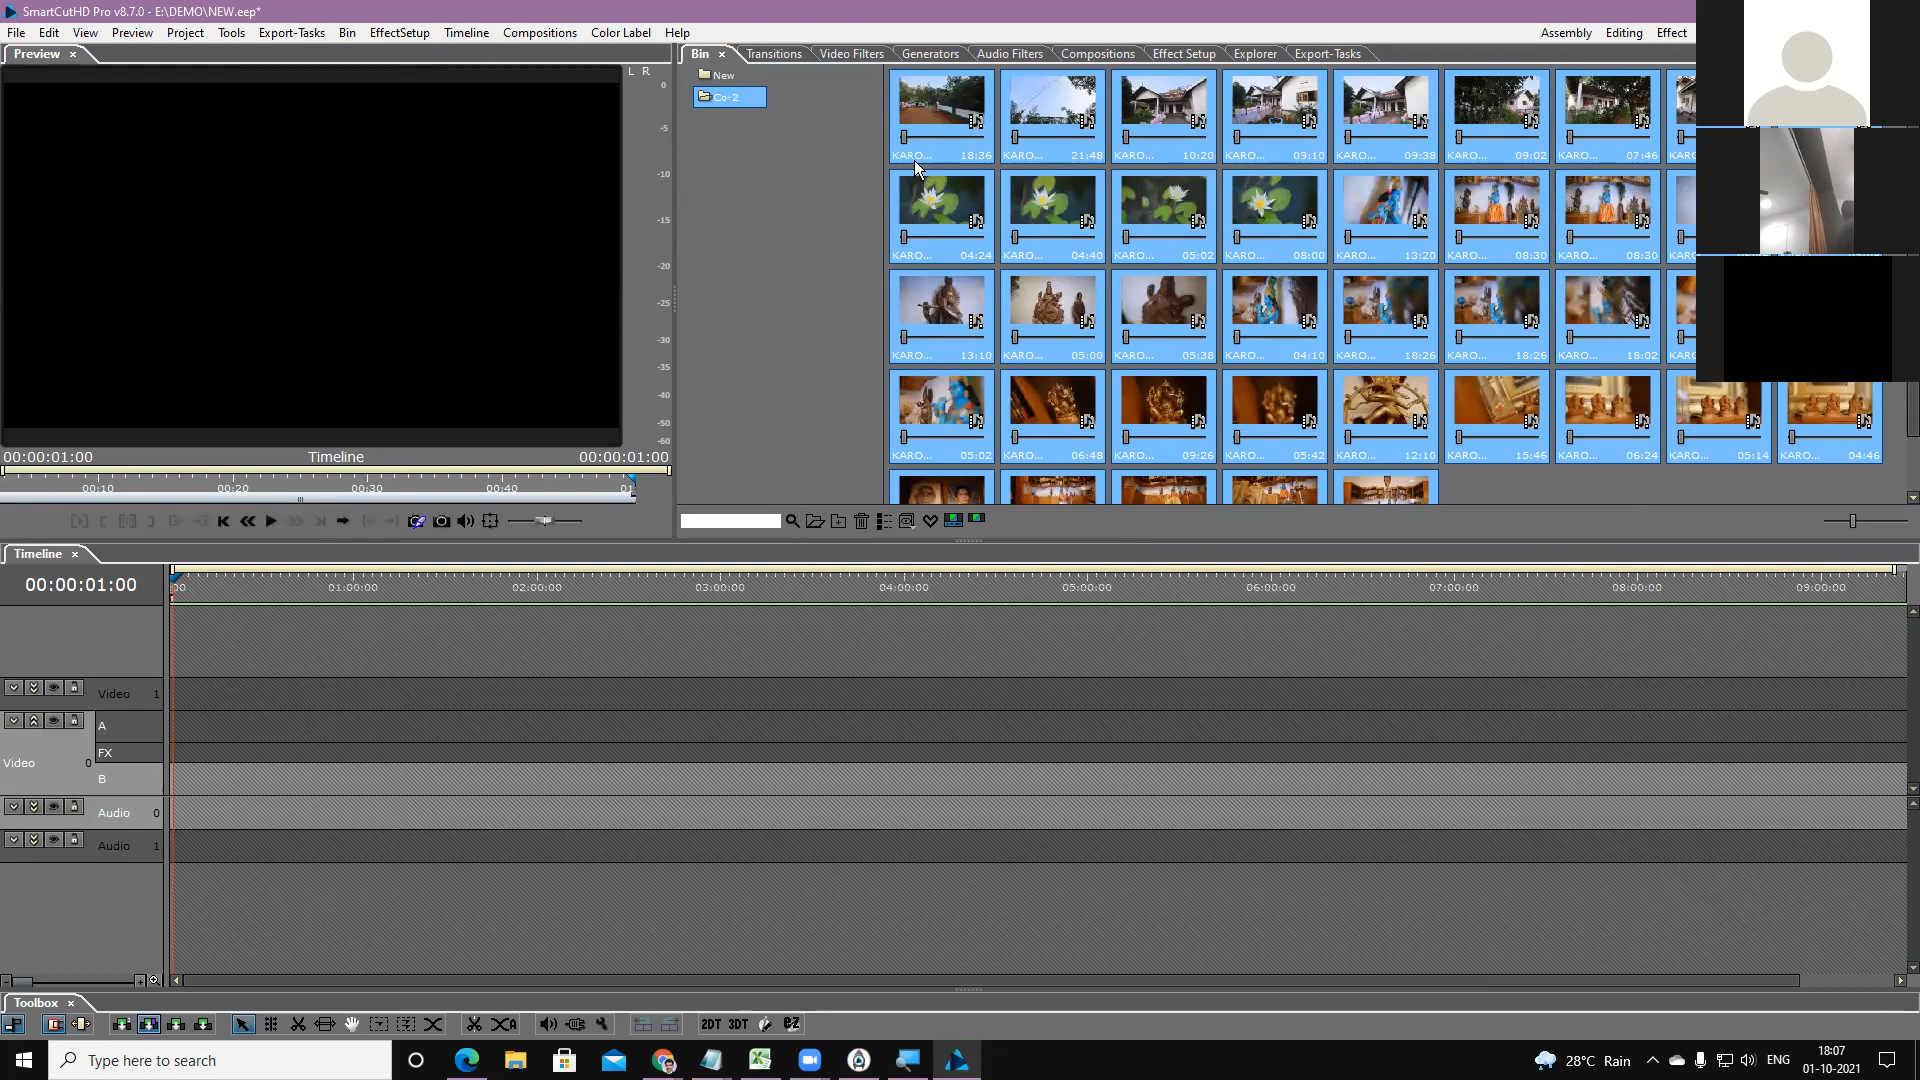 SmartCutHD Pro v8.7.0 - E:\DEMO\NEW.eep*
File Edit View Preview Project Tools Export-Tasks Bin EffectSetup Timeline Compositions Color Label Help
Assembly Editing Effect
Preview x
Bin x Transitions Video Filters Generators Audio Filters Compositions Effect Setup Explorer Export-Tasks
L R
New
Co-2
0
-5
-10
-15
-20
-25
-30
-35
-40
-50
-60
KARO... 18:36 KARO... 21:48 KARO... 10:20 KARO... 09:10 KARO... 09:38 KARO... 09:02 KARO... 07:46
KARO... 04:24 KARO... 04:40 KARO... 05:02 KARO... 08:00 KARO... 13:20 KARO... 08:30 KARO... 08:30
KARO... 13:10 KARO... 05:00 KARO... 05:38 KARO... 04:10 KARO... 18:26 KARO... 18:26 KARO... 18:02
KARO... 05:02 KARO... 06:48 KARO... 09:26 KARO... 05:42 KARO... 12:10 KARO... 15:46 KARO... 06:24 KARO... 05:14 KARO... 04:46
00:00:01:00 Timeline 00:00:01:00
00:10 00:20 00:30 00:40 01
Timeline x
00:00:01:00
:00 01:00:00 02:00:00 03:00:00 04:00:00 05:00:00 06:00:00 07:00:00 08:00:00 09:00:00
Video 1
A
FX
Video 0
B
Audio 0
Audio 1
Toolbox x
2DT 3DT
Type here to search
28°C Rain
ENG
18:07
01-10-2021